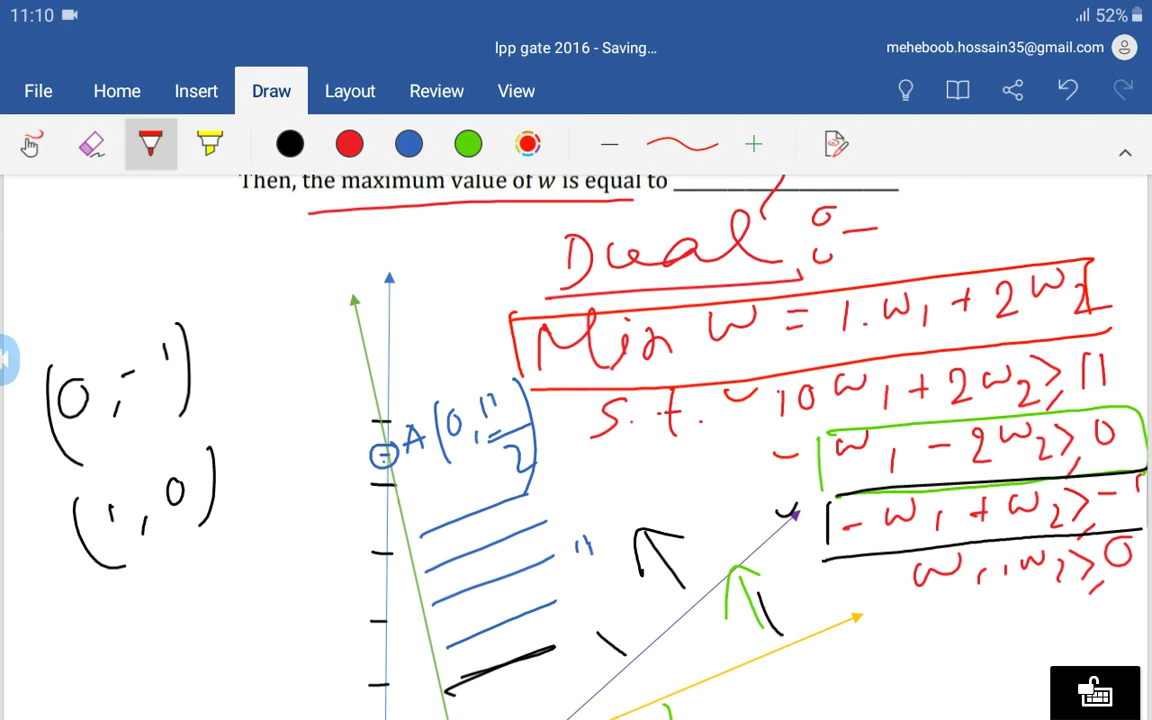 11:10 52%
lpp gate 2016 - Saving...
meheboob.hossain35@gmail.com
File Home Insert Draw Layout Review View
Then, the maximum value of w is equal to ____________________
Dual :-
Min W = 1. w1 + 2w2
s.t. 10w1 + 2w2 ≥ 11
w1 - 2w2 ≥ 0
- w1 + w2 ≥ -1
w1, w2 ≥ 0
A(0, 11/2)
(0, -1)
(1, 0)